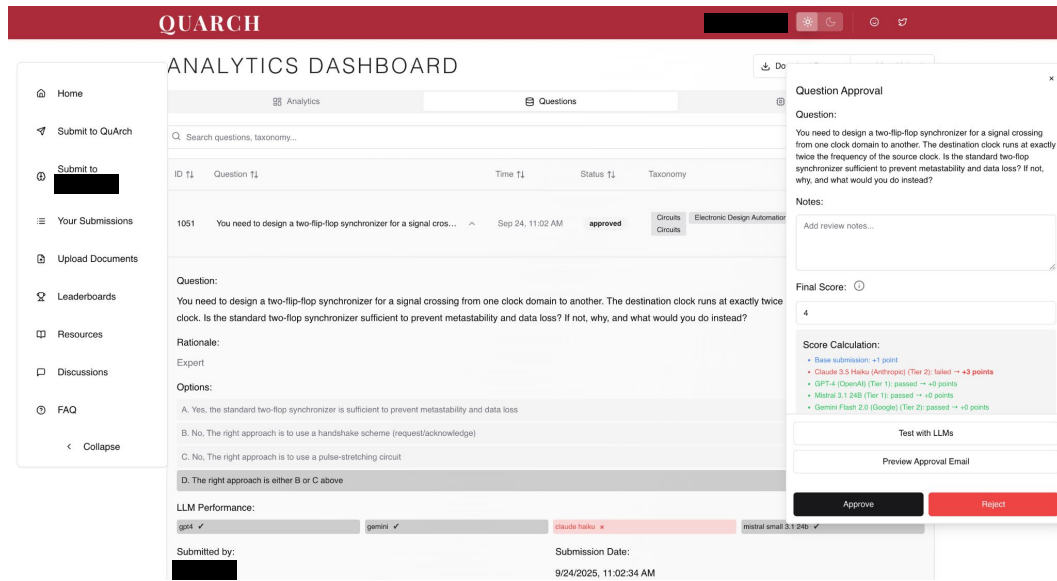 QUARCH
ANALYTICS DASHBOARD
Home
Submit to QuArch
Submit to
Your Submissions
Upload Documents
Leaderboards
Resources
Discussions
FAQ
Collapse
Analytics
Questions
Search questions, taxonomy...
ID ↑↓ Question ↑↓ Time ↑↓ Status ↑↓ Taxonomy
1051 You need to design a two-flip-flop synchronizer for a signal cros... Sep 24, 11:02 AM approved
Circuits Electronic Design Automation
Circuits
Question:
You need to design a two-flip-flop synchronizer for a signal crossing from one clock domain to another. The destination clock runs at exactly twice
clock. Is the standard two-flop synchronizer sufficient to prevent metastability and data loss? If not, why, and what would you do instead?
Rationale:
Expert
Options:
A. Yes, the standard two-flop synchronizer is sufficient to prevent metastability and data loss
B. No, The right approach is to use a handshake scheme (request/acknowledge)
C. No, The right approach is to use a pulse-stretching circuit
D. The right approach is either B or C above
LLM Performance:
gpt4 ✓ gemini ✓ claude haiku × mistral small 3.1 24b ✓
Submitted by:
Submission Date:
9/24/2025, 11:02:34 AM
×
Question Approval
Question:
You need to design a two-flip-flop synchronizer for a signal crossing
from one clock domain to another. The destination clock runs at exactly
twice the frequency of the source clock. Is the standard two-flop
synchronizer sufficient to prevent metastability and data loss? If not,
why, and what would you do instead?
Notes:
Add review notes...
Final Score:
4
Score Calculation:
• Base submission: +1 point
• Claude 3.5 Haiku (Anthropic) (Tier 2): failed → +3 points
• GPT-4 (OpenAI) (Tier 1): passed → +0 points
• Mistral 3.1 24B (Tier 1): passed → +0 points
• Gemini Flash 2.0 (Google) (Tier 2): passed → +0 points
Test with LLMs
Preview Approval Email
Approve
Reject